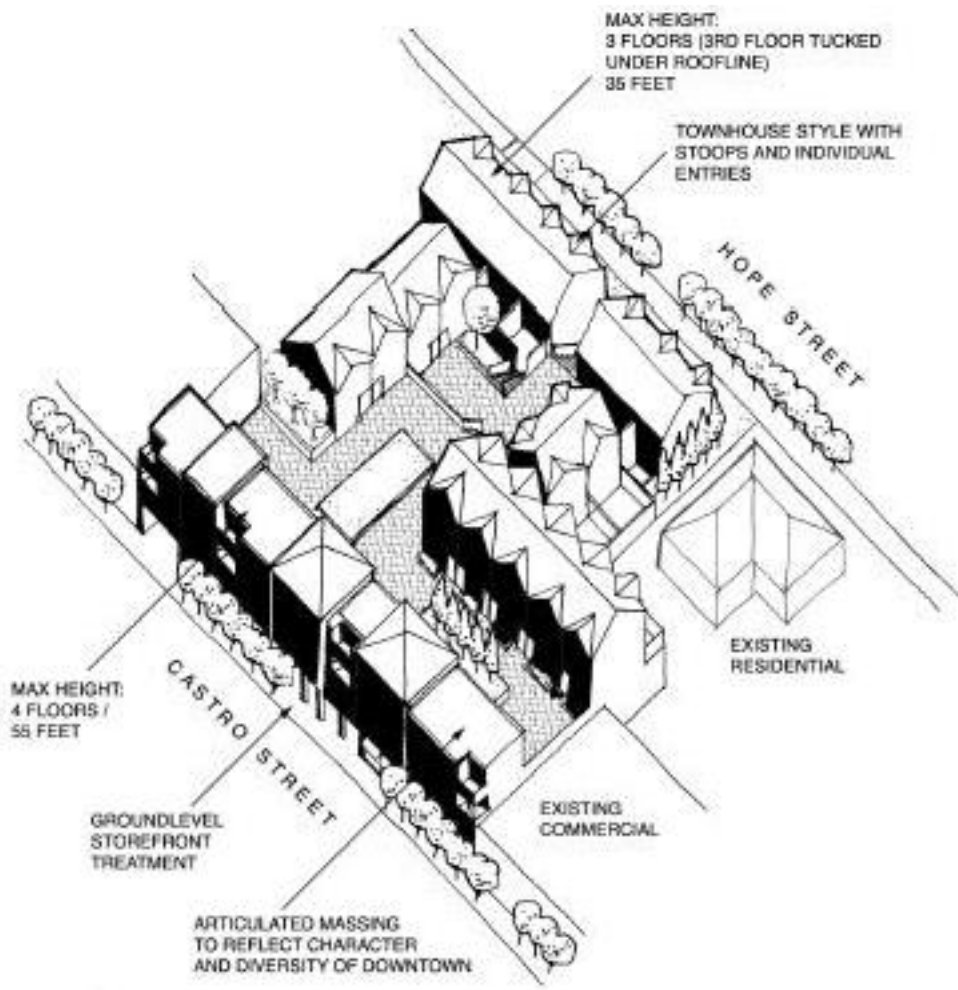 MAX HEIGHT:
3 FLOORS (3RD FLOOR TUCKED
UNDER ROOFLINE)
35 FEET
TOWNHOUSE STYLE WITH
STOOPS AND INDIVIDUAL
ENTRIES
HOPE STREET
EXISTING
RESIDENTIAL
MAX HEIGHT:
4 FLOORS /
55 FEET
CASTRO STREET
GROUNDLEVEL
STOREFRONT
TREATMENT
EXISTING
COMMERCIAL
ARTICULATED MASSING
TO REFLECT CHARACTER
AND DIVERSITY OF DOWNTOWN